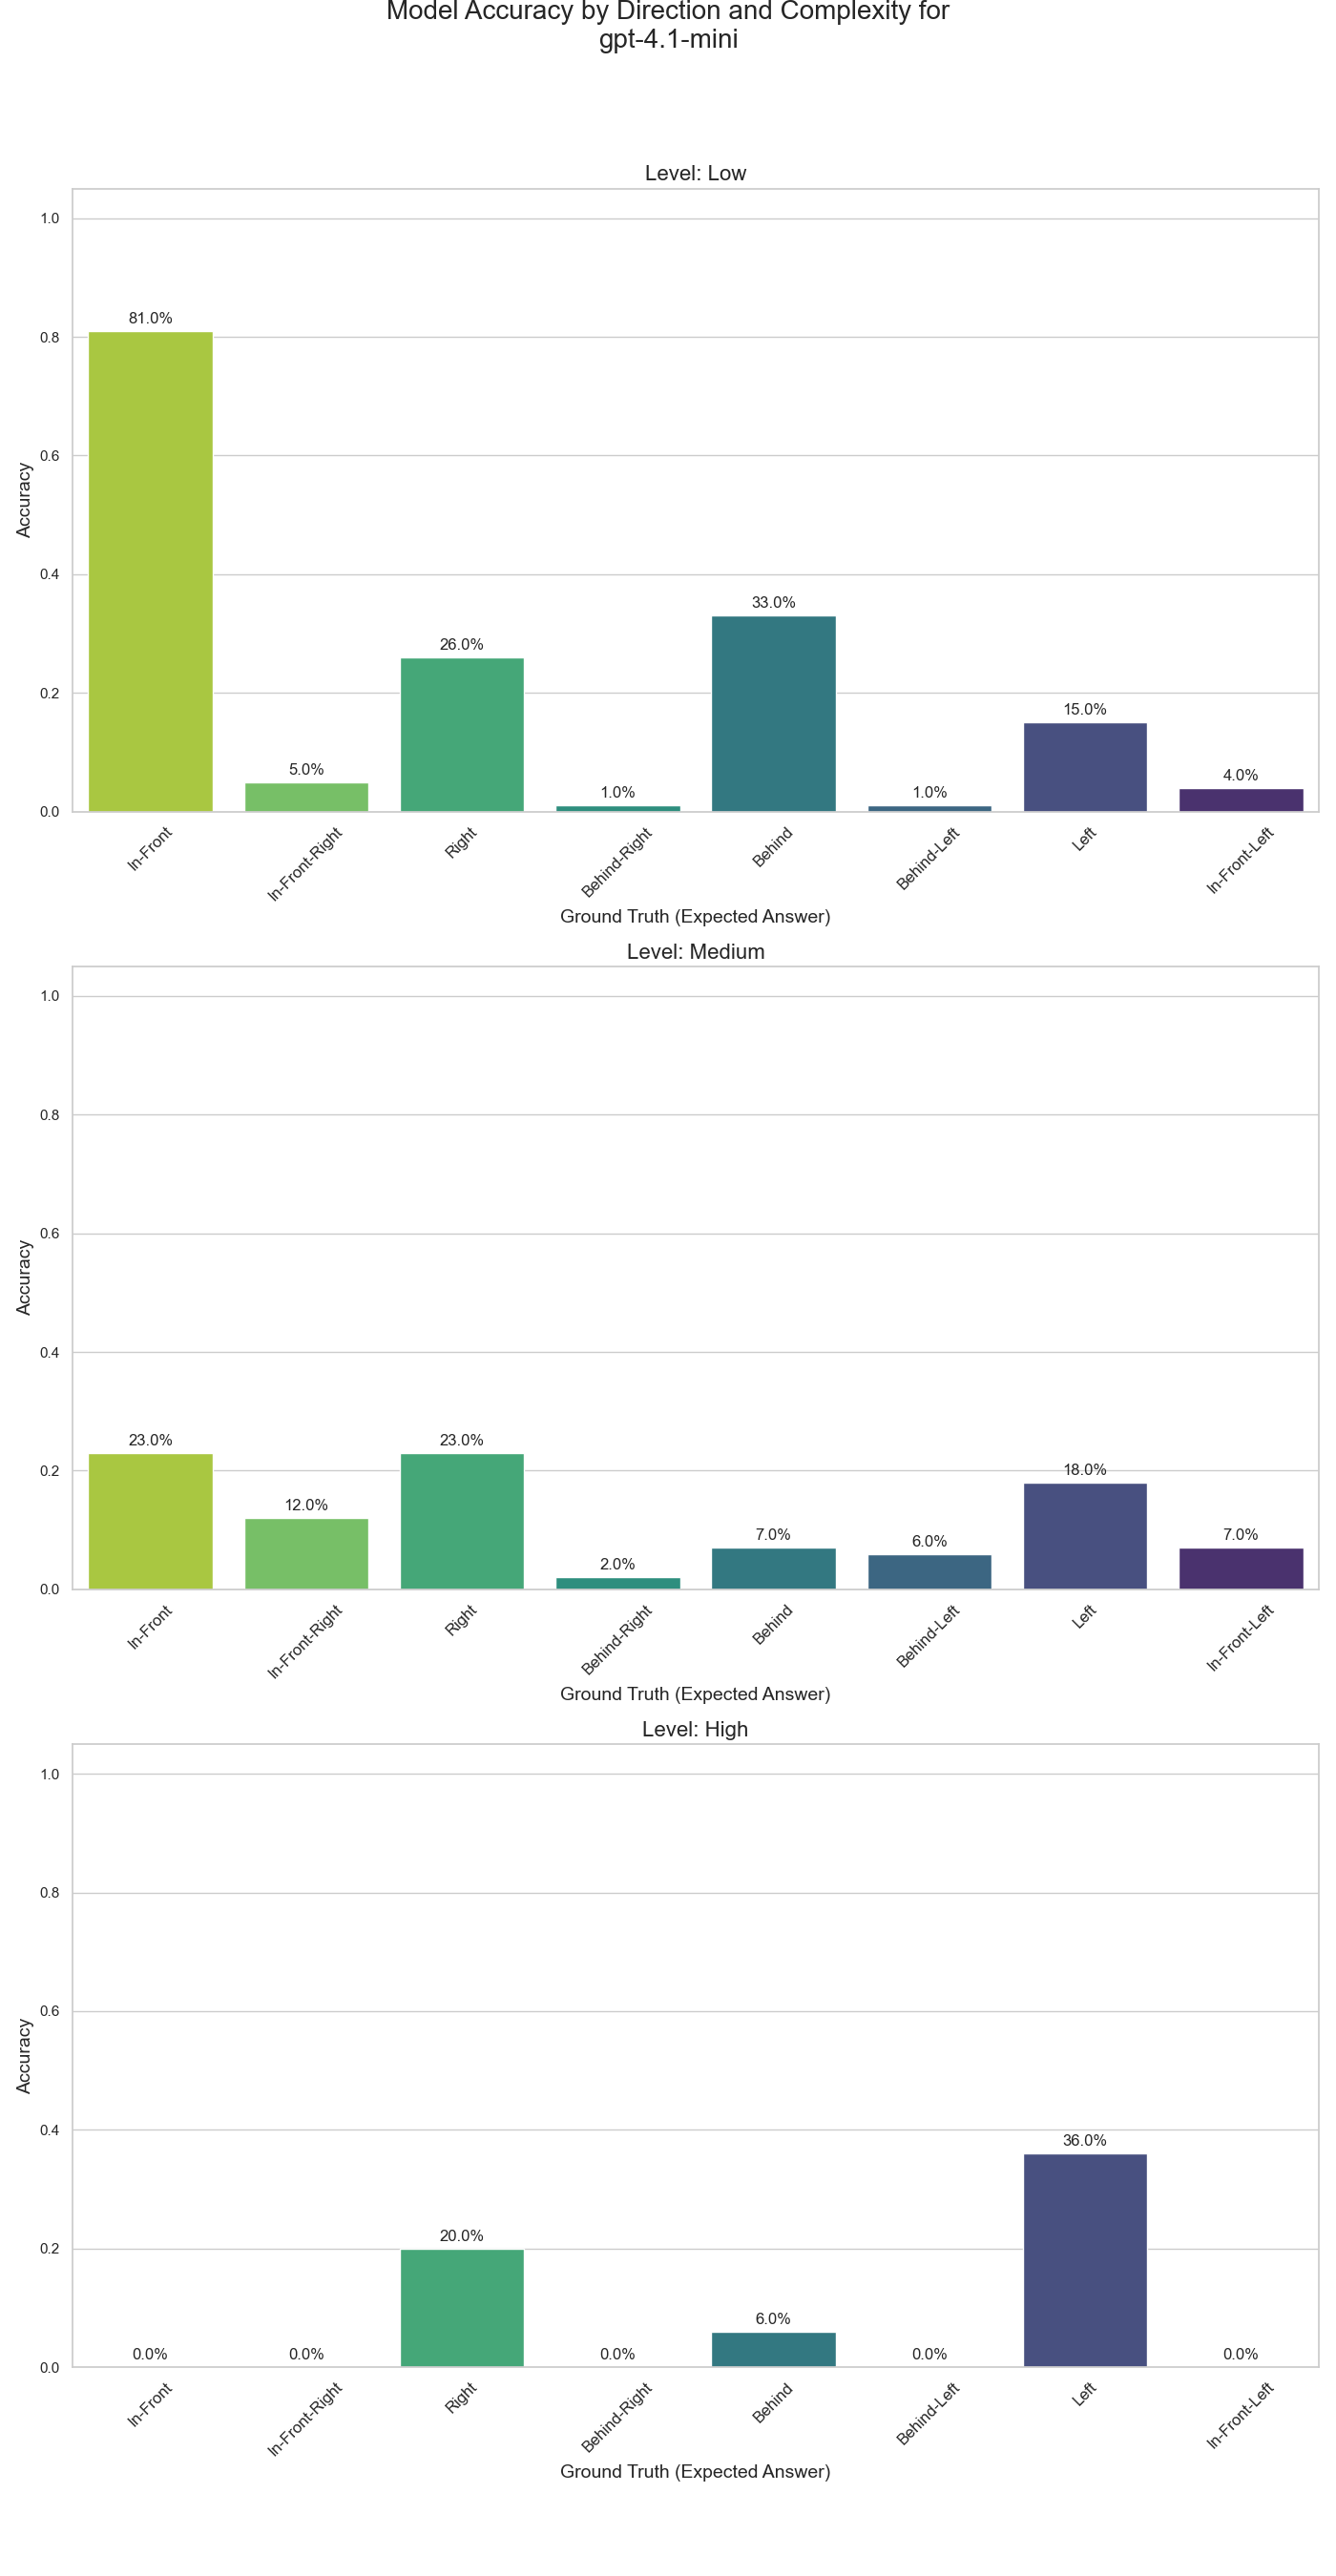 Model Accuracy by Direction and Complexity for
gpt-4.1-mini
Level: Low
1.0
0.8
0.6
0.4
0.2
0.0
Accuracy
81.0%
5.0%
26.0%
1.0%
33.0%
1.0%
15.0%
4.0%
In-Front
In-Front-Right
Right
Behind-Right
Behind
Behind-Left
Left
In-Front-Left
Ground Truth (Expected Answer)
Level: Medium
1.0
0.8
0.6
0.4
0.2
0.0
Accuracy
23.0%
12.0%
23.0%
2.0%
7.0%
6.0%
18.0%
7.0%
In-Front
In-Front-Right
Right
Behind-Right
Behind
Behind-Left
Left
In-Front-Left
Ground Truth (Expected Answer)
Level: High
1.0
0.8
0.6
0.4
0.2
0.0
Accuracy
0.0%
0.0%
20.0%
0.0%
6.0%
0.0%
36.0%
0.0%
In-Front
In-Front-Right
Right
Behind-Right
Behind
Behind-Left
Left
In-Front-Left
Ground Truth (Expected Answer)